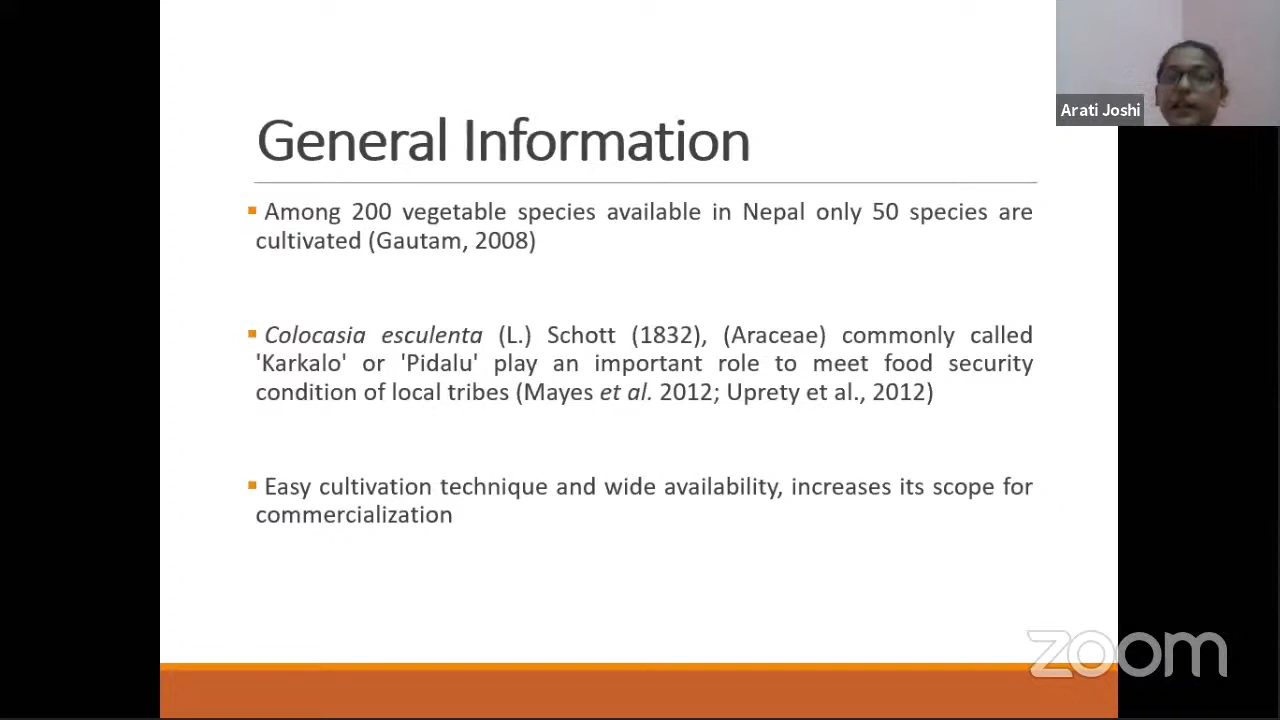 Arati Joshi
General Information
Among 200 vegetable species available in Nepal only 50 species are
cultivated (Gautam, 2008)
Colocasia esculenta (L.) Schott (1832), (Araceae) commonly called
'Karkalo' or 'Pidalu' play an important role to meet food security
condition of local tribes (Mayes et al. 2012; Uprety et al., 2012)
Easy cultivation technique and wide availability, increases its scope for
commercialization
zoom